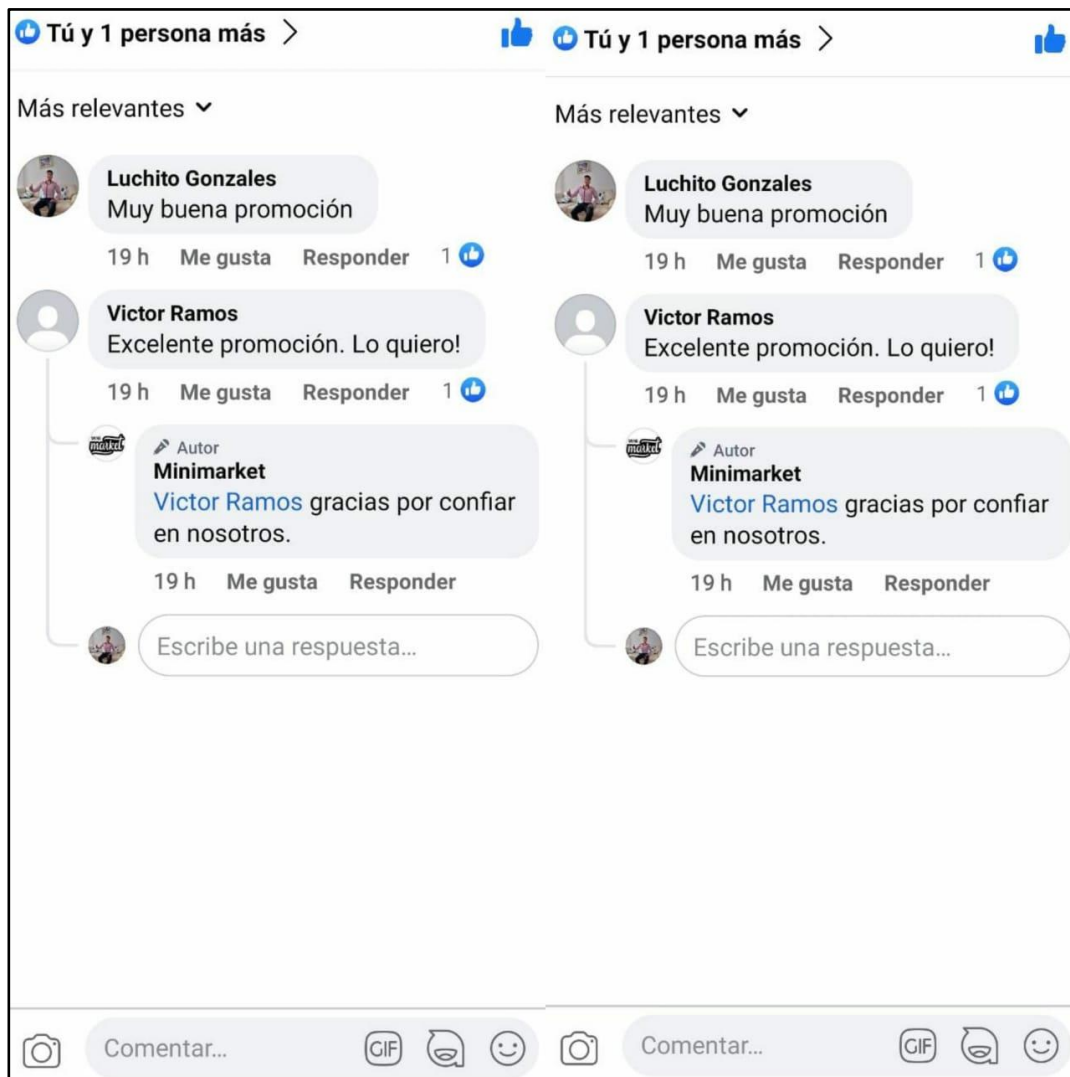 Tú y 1 persona más
Más relevantes
Luchito Gonzales
Muy buena promoción
19 h Me gusta Responder 1
Victor Ramos
Excelente promoción. Lo quiero!
19 h Me gusta Responder 1
Autor
Minimarket
Victor Ramos gracias por confiar
en nosotros.
19 h Me gusta Responder
Escribe una respuesta...
Comentar...
GIF
Tú y 1 persona más
Más relevantes
Luchito Gonzales
Muy buena promoción
19 h Me gusta Responder 1
Victor Ramos
Excelente promoción. Lo quiero!
19 h Me gusta Responder 1
Autor
Minimarket
Victor Ramos gracias por confiar
en nosotros.
19 h Me gusta Responder
Escribe una respuesta...
Comentar...
GIF